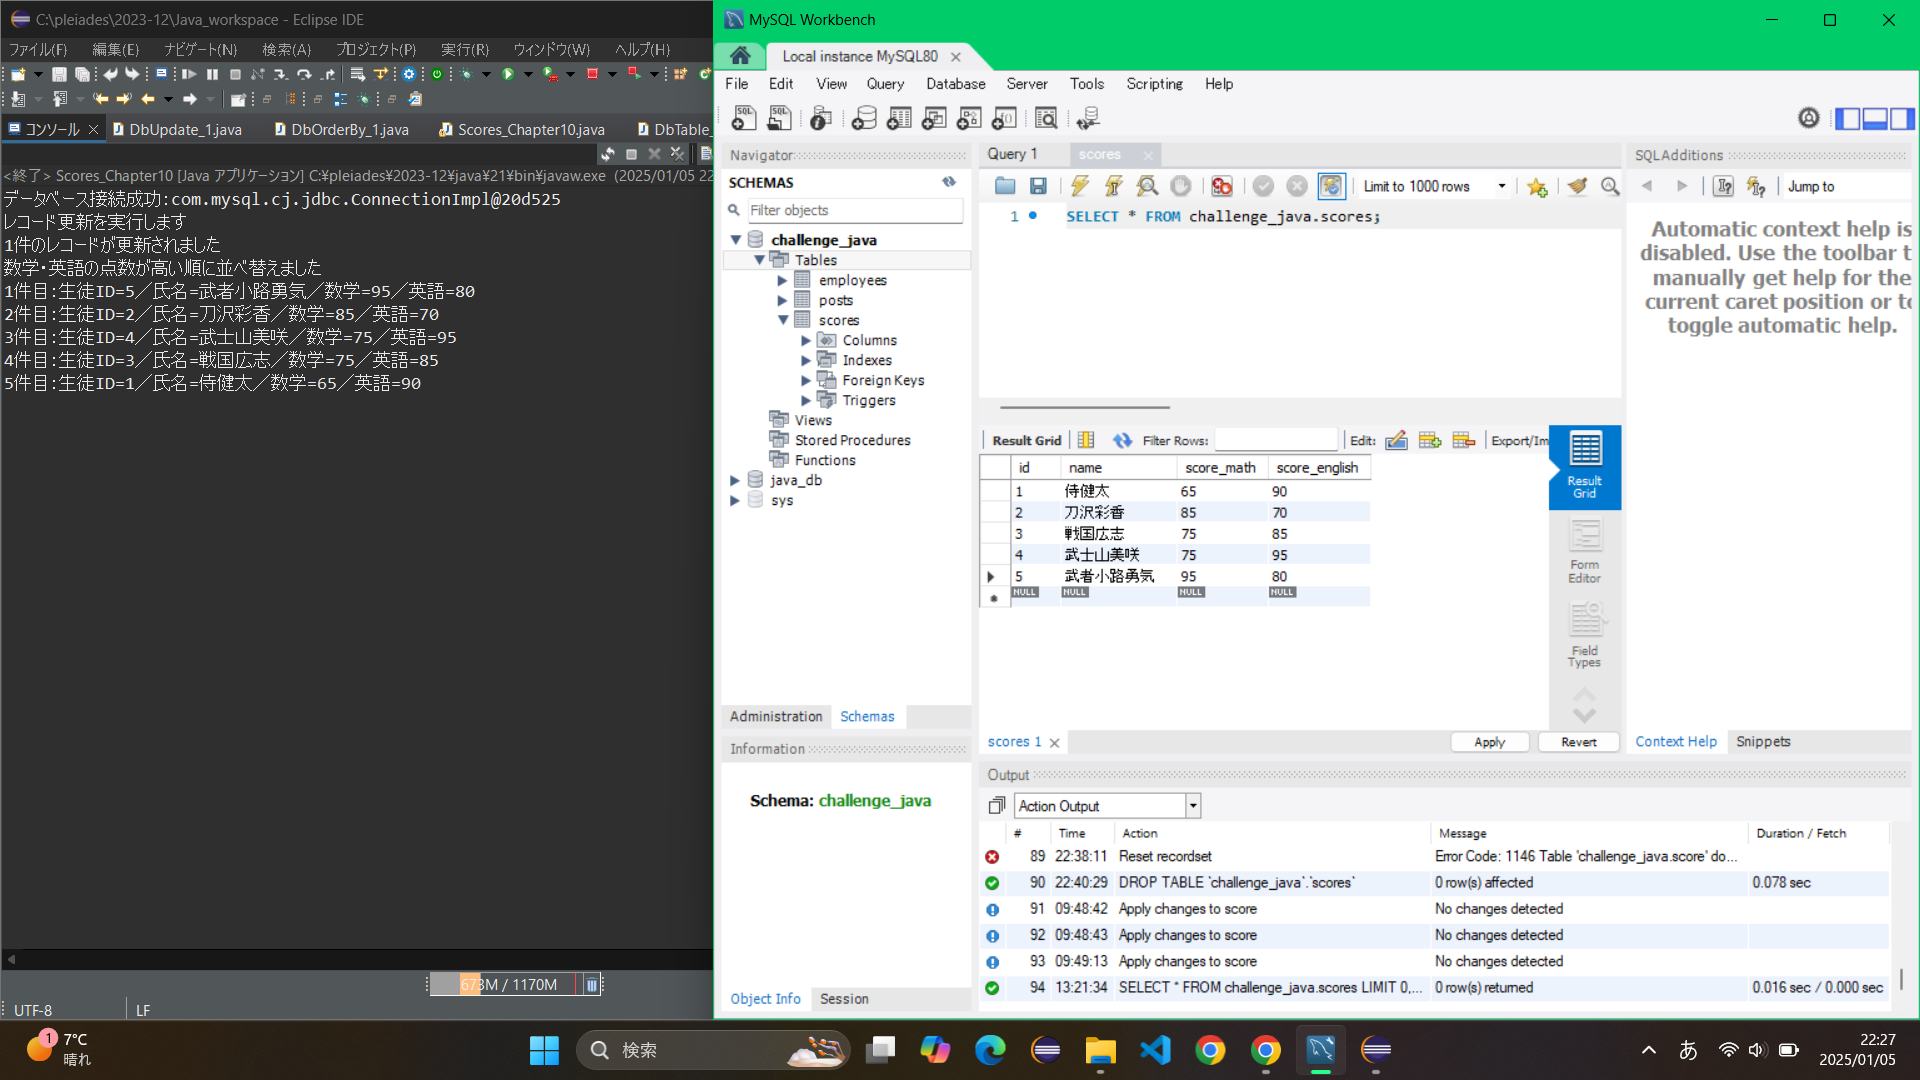 C:\pleiades\2023-12\Java_workspace - Eclipse IDE
ファイル(F) 編集(E) ナビゲート(N) 検索(A) プロジェクト(P) 実行(R) ウィンドウ(W) ヘルプ(H)
コンソール DbUpdate_1.java DbOrderBy_1.java Scores_Chapter10.java DbTable_
<終了> Scores_Chapter10 [Java アプリケーション] C:¥pleiades¥2023-12¥java¥21¥bin¥javaw.exe (2025/01/05 22
データベース接続成功:com.mysql.cj.jdbc.ConnectionImpl@20d525
レコード更新を実行します
1件のレコードが更新されました
数学・英語の点数が高い順に並べ替えました
1件目:生徒ID=5／氏名=武者小路勇気／数学=95／英語=80
2件目:生徒ID=2／氏名=刀沢彩香／数学=85／英語=70
3件目:生徒ID=4／氏名=武士山美咲／数学=75／英語=95
4件目:生徒ID=3／氏名=戦国広志／数学=75／英語=85
5件目:生徒ID=1／氏名=侍健太／数学=65／英語=90
673M / 1170M
UTF-8 LF
MySQL Workbench
Local instance MySQL80
File Edit View Query Database Server Tools Scripting Help
Navigator
SCHEMAS
Filter objects
challenge_java
Tables
employees
posts
scores
Columns
Indexes
Foreign Keys
Triggers
Views
Stored Procedures
Functions
java_db
sys
Administration Schemas
Information
Schema: challenge_java
Object Info Session
Query 1 scores
Limit to 1000 rows
1 SELECT * FROM challenge_java.scores;
Result Grid Filter Rows: Edit: Export/Im
id name score_math score_english
1 侍健太 65 90
2 刀沢彩香 85 70
3 戦国広志 75 85
4 武士山美咲 75 95
5 武者小路勇気 95 80
NULL NULL NULL NULL
Result
Grid
Form
Editor
Field
Types
scores 1 Apply Revert
SQLAdditions
Jump to
Automatic context help is
disabled. Use the toolbar t
manually get help for the
current caret position or to
toggle automatic help.
Context Help Snippets
Output
Action Output
# Time Action Message Duration / Fetch
89 22:38:11 Reset recordset Error Code: 1146 Table 'challenge_java.score' do...
90 22:40:29 DROP TABLE `challenge_java`.`scores` 0 row(s) affected 0.078 sec
91 09:48:42 Apply changes to score No changes detected
92 09:48:43 Apply changes to score No changes detected
93 09:49:13 Apply changes to score No changes detected
94 13:21:34 SELECT * FROM challenge_java.scores LIMIT 0,... 0 row(s) returned 0.016 sec / 0.000 sec
1 7°C
晴れ
検索
あ
22:27
2025/01/05